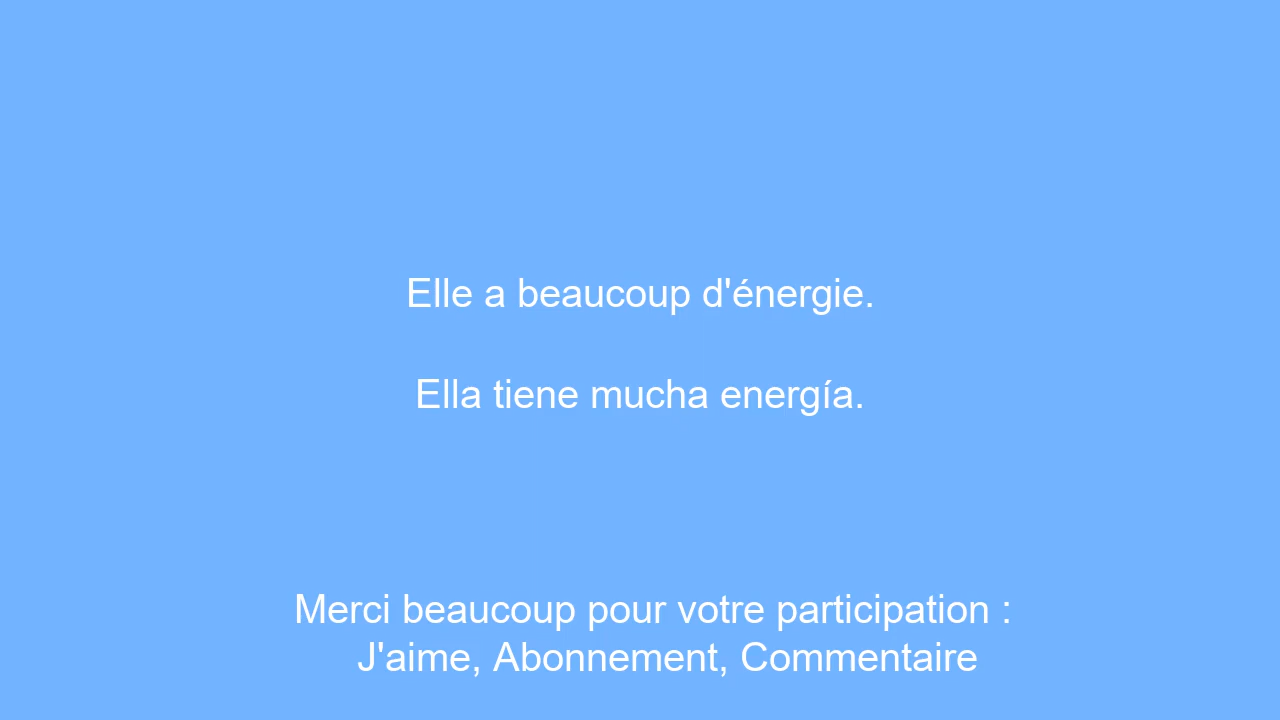 Elle a beaucoup d'énergie.
Ella tiene mucha energía.
Merci beaucoup pour votre participation :
J'aime, Abonnement, Commentaire